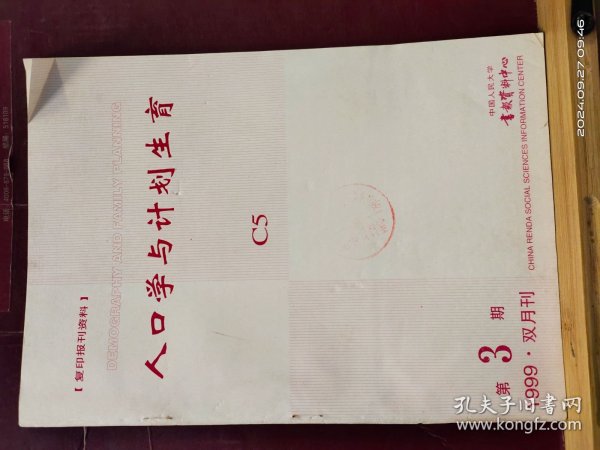 【复印报刊资料】
DEMOGRAPHY AND FAMILY PLANNING
人口学与计划生育
C5
第3期
1999·双月刊
中国人民大学
书报资料中心
CHINA RENDA SOCIAL SCIENCES INFORMATION CENTER
2024.09.27 09:46
孔夫子旧书网
www.kongfz.com